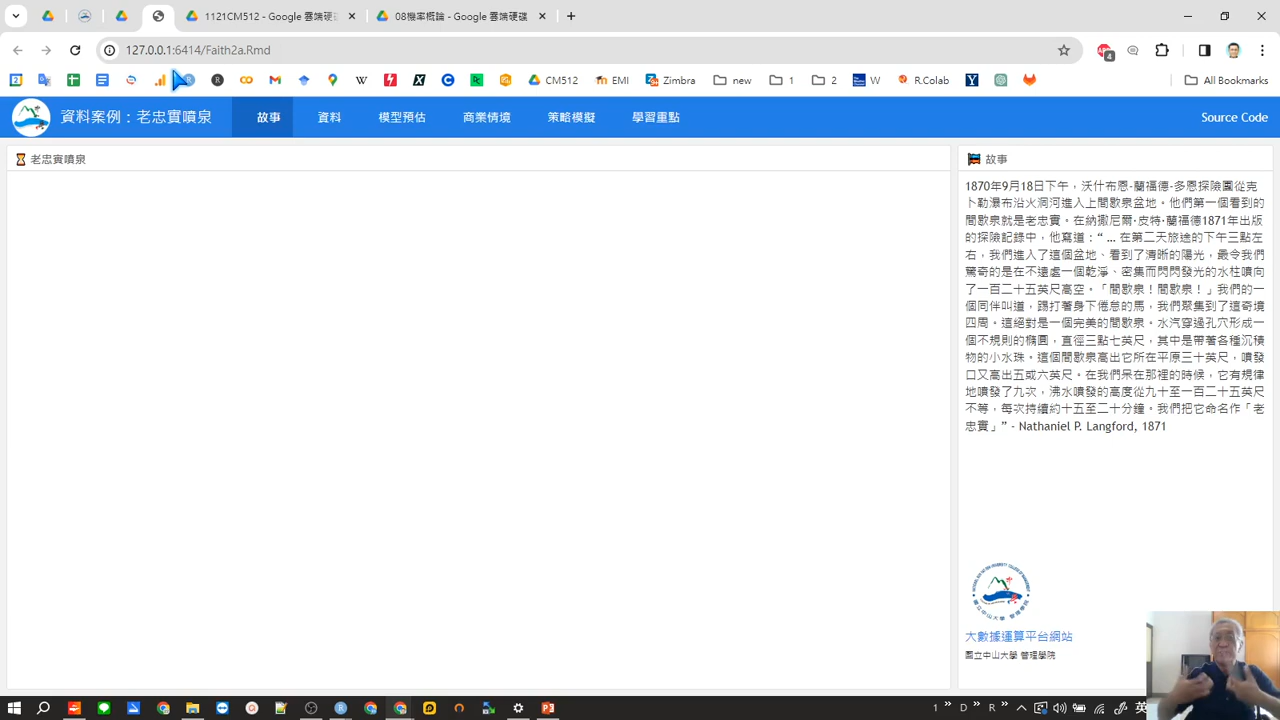 1121CM512 - Google 雲端硬碟
08機率概論 - Google 雲端硬碟
127.0.0.1:6414/Faith2a.Rmd
4
CM512
EMI
Zimbra
new
1
2
W
R.Colab
All Bookmarks
資料案例：老忠實噴泉
故事
資料
模型預估
商業情境
策略模擬
學習重點
Source Code
老忠實噴泉
故事
1870年9月18日下午，沃什布恩-蘭福德-多恩探險團從克
卜勒瀑布沿火洞河進入上間歇泉盆地。他們第一個看到的
間歇泉就是老忠實。在納撒尼爾·皮特·蘭福德1871年出版
的探險記錄中，他寫道：“ ... 在第二天旅途的下午三點左
右，我們進入了這個盆地、看到了清晰的陽光，最令我們
驚奇的是在不遠處一個乾淨、密集而閃閃發光的水柱噴向
了一百二十五英尺高空。「間歇泉！間歇泉！」我們的一
個同伴叫道，踢打著身下倦怠的馬，我們聚集到了這奇境
四周。這絕對是一個完美的間歇泉。水汽穿過孔穴形成一
個不規則的橢圓，直徑三點七英尺，其中是帶著各種沉積
物的小水珠。這個間歇泉高出它所在平原三十英尺，噴發
口又高出五或六英尺。在我們呆在那裡的時候，它有規律
地噴發了九次，沸水噴發的高度從九十至一百二十五英尺
不等，每次持續約十五至二十分鐘。我們把它命名作「老
忠實」” - Nathaniel P. Langford, 1871
大數據運算平台網站
國立中山大學 管理學院
1
D
R
英